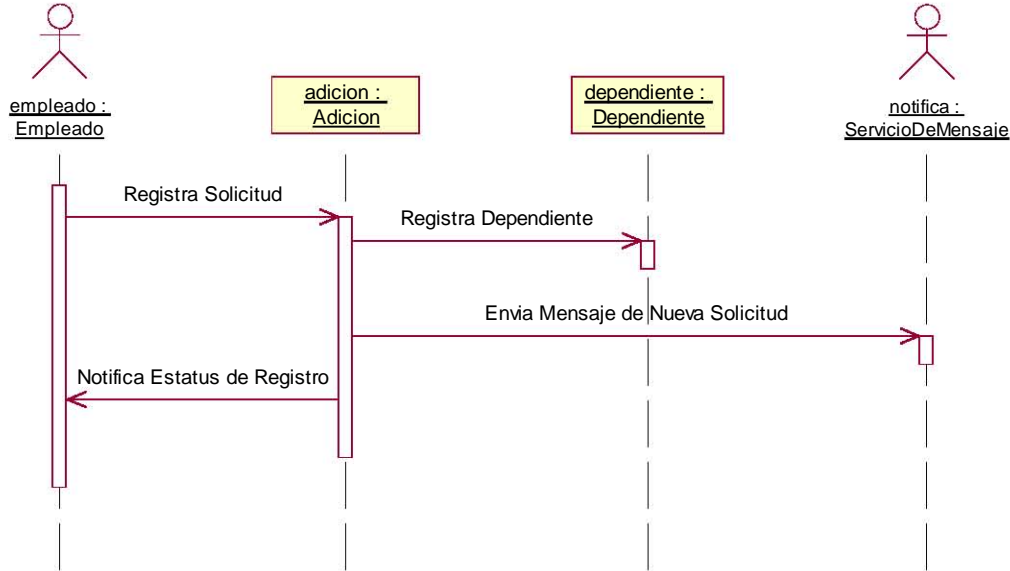 empleado :
Empleado
adicion :
Adicion
dependiente :
Dependiente
notifica :
ServicioDeMensaje
Registra Solicitud
Registra Dependiente
Envia Mensaje de Nueva Solicitud
Notifica Estatus de Registro